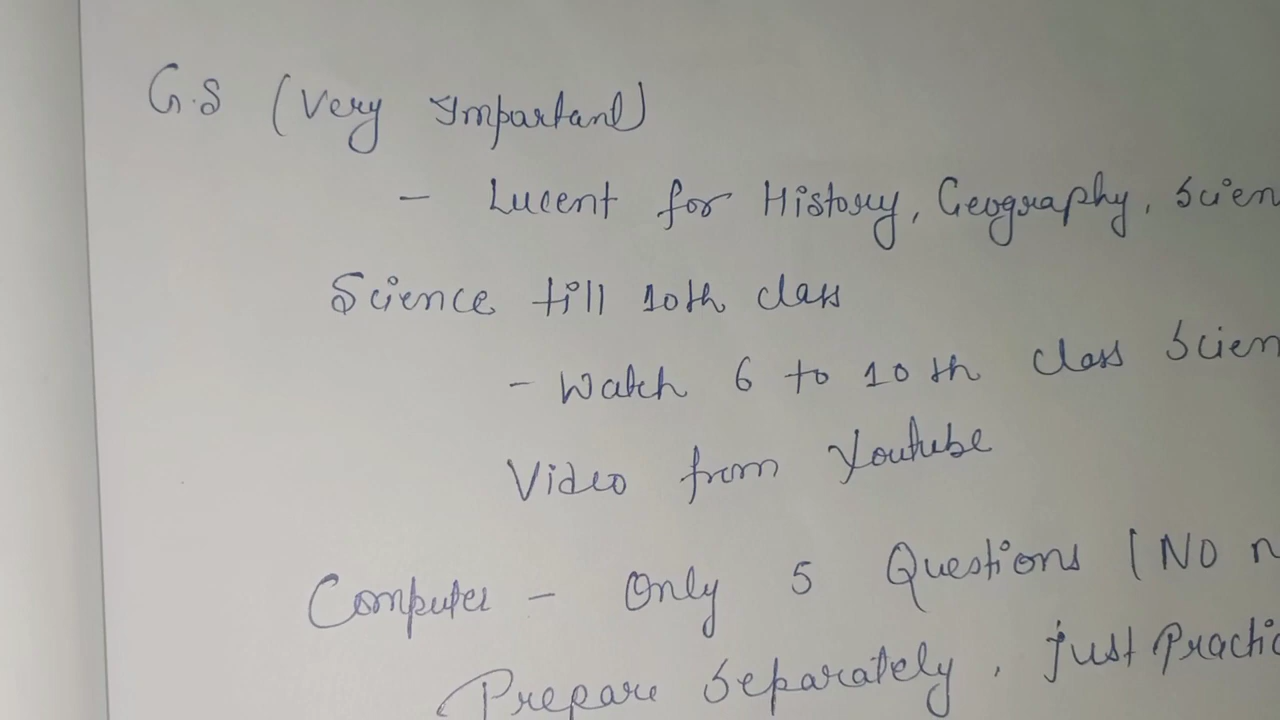 G.S (Very Important)
- Lucent for History, Geography, Scien
Science till 10th class
- Watch 6 to 10th class Scien
Video from Youtube
Computer - Only 5 Questions (NO n
Prepare Separately, just Practic